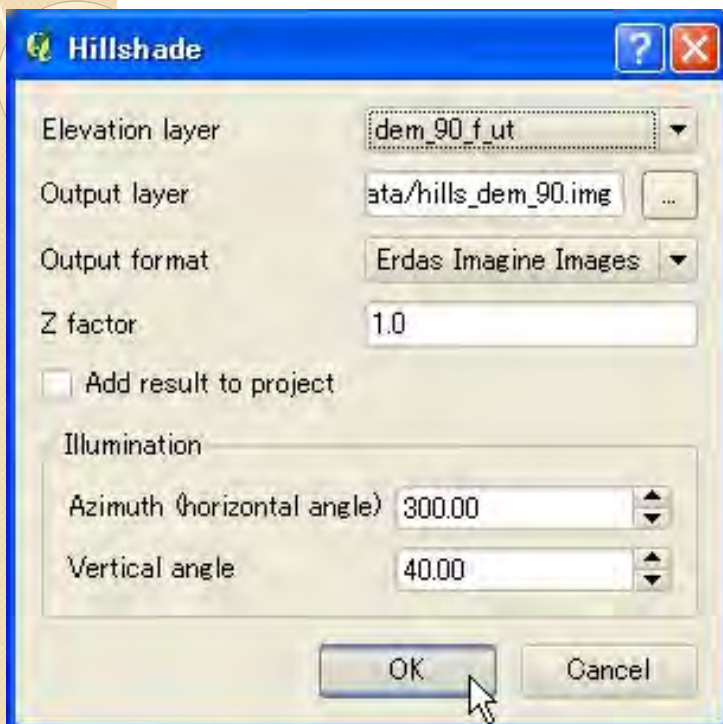 Hillshade
Elevation layer dem_90_f_ut
Output layer ata/hills_dem_90.img ...
Output format Erdas Imagine Images
Z factor 1.0
Add result to project
Illumination
Azimuth (horizontal angle) 300.00
Vertical angle 40.00
OK Cancel